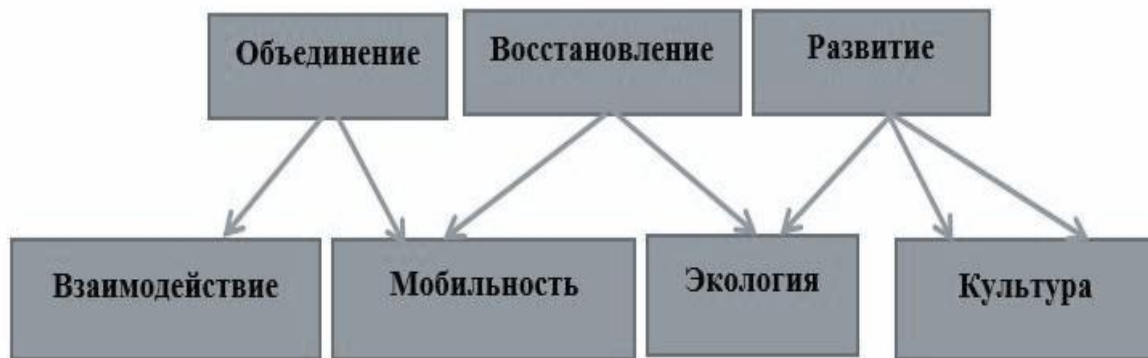 Объединение
Восстановление
Развитие
Взаимодействие
Мобильность
Экология
Культура